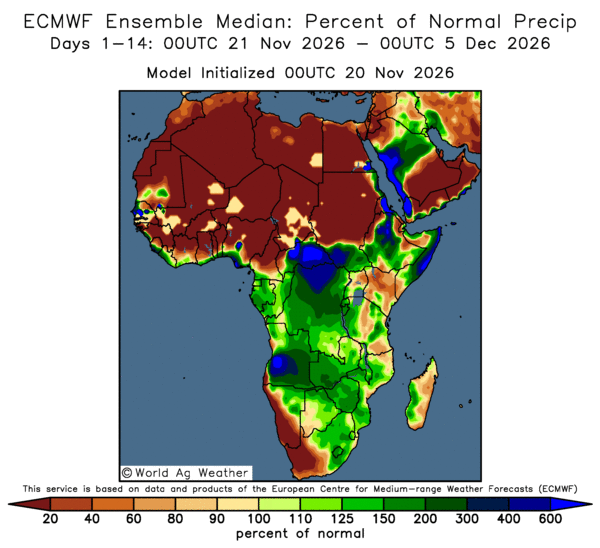 ECMWF Ensemble Median: Percent of Normal Precip
Days 1-14: 00UTC 21 Nov 2026 - 00UTC 5 Dec 2026
Model Initialized 00UTC 20 Nov 2026
© World Ag Weather
This service is based on data and products of the European Centre for Medium-range Weather Forecasts (ECMWF)
20 40 60 80 90 100 110 125 150 200 300 400 600
percent of normal